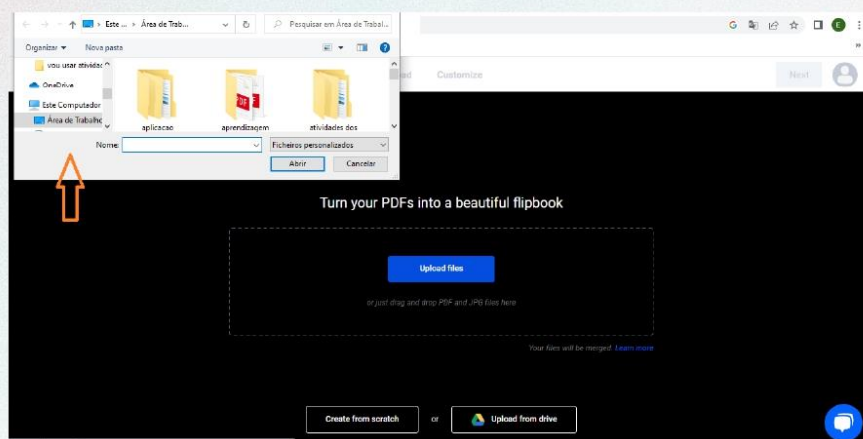 Este ... > Área de Trab...
Pesquisar em Área de Trabal...
Organizar
Nova pasta
vou usar atividac
OneDrive
Este Computador
Área de Trabalho
aplicacao
aprendizagem
atividades dos
Nome:
Ficheiros personalizados
Abrir
Cancelar
PDF
G
E
Customize
Next
Turn your PDFs into a beautiful flipbook
Upload files
or just drag and drop PDF and JPG files here
Your files will be merged. Learn more
Create from scratch
or
Upload from drive